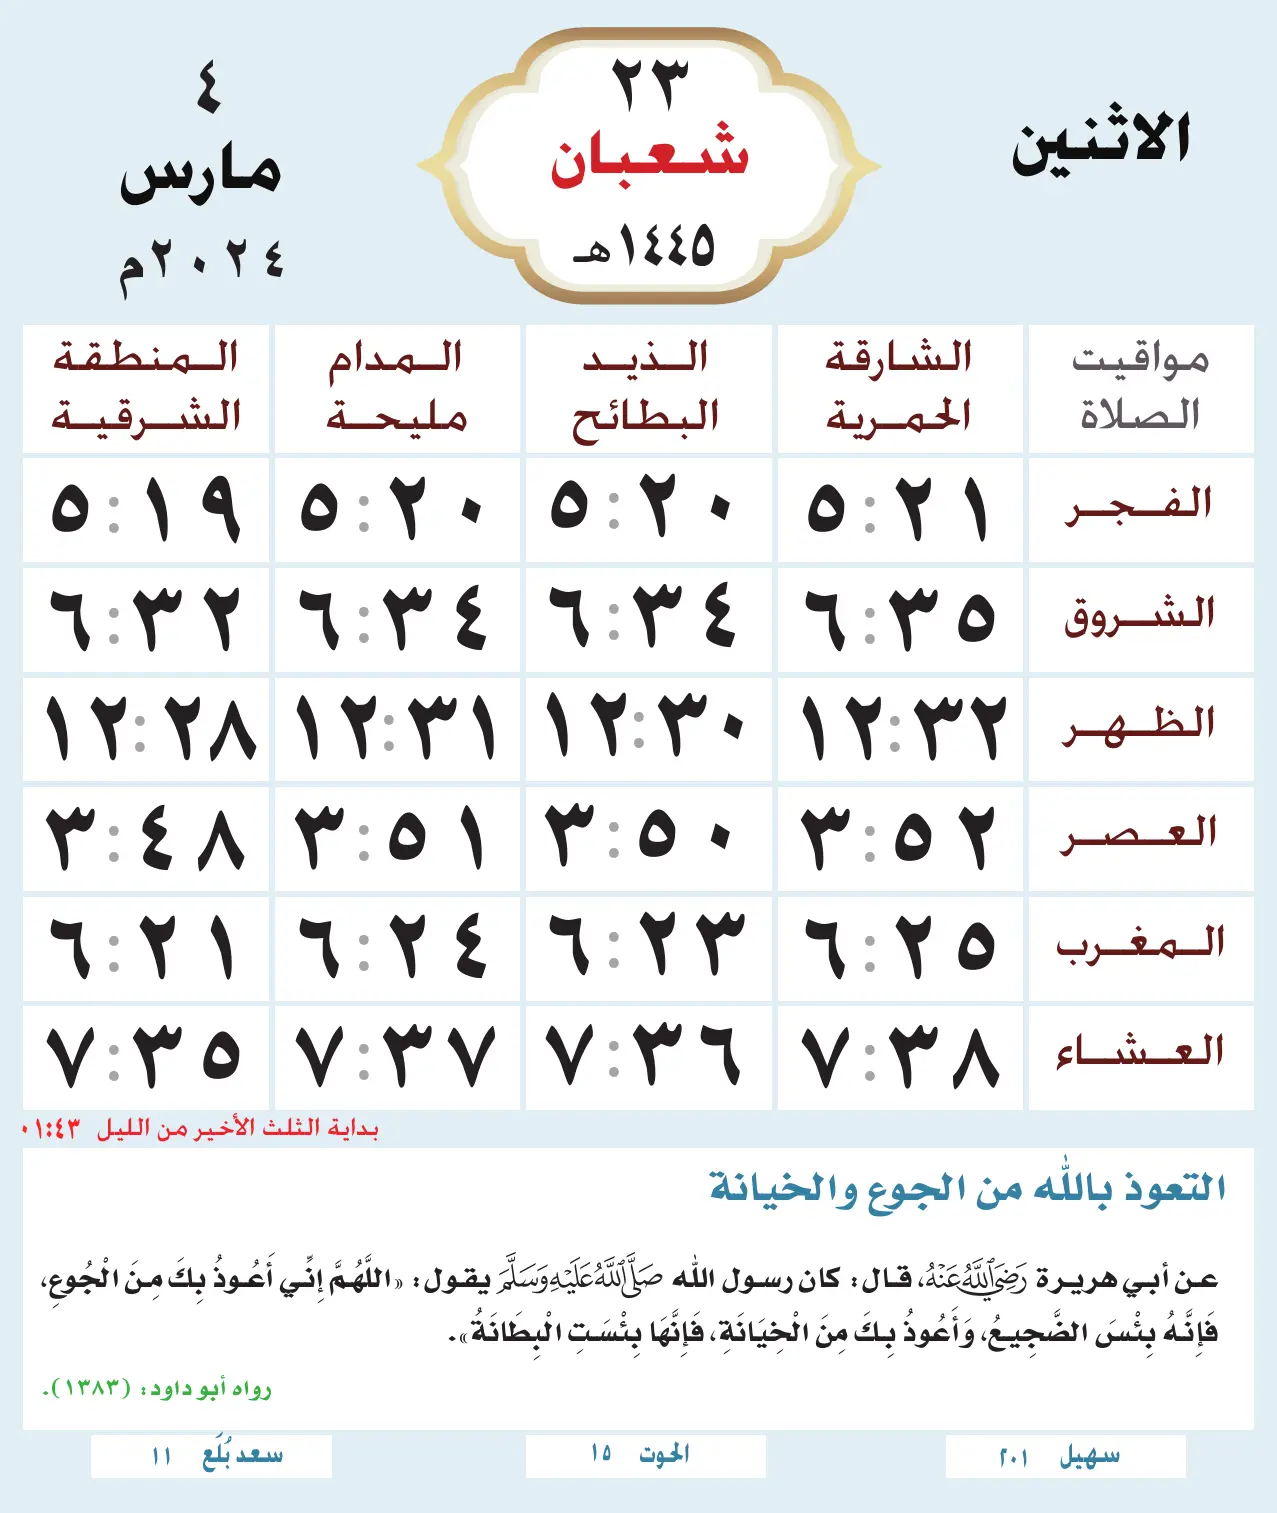 الاثنين
٢٣
شعبان
١٤٤٥هـ
٤
مارس
٢٠٢٤م
مواقيت الصلاة | الشارقة الحمرية | الذيد البطائح | المدام مليحة | المنطقة الشرقية
الفجر | ٥:٢١ | ٥:٢٠ | ٥:٢٠ | ٥:١٩
الشروق | ٦:٣٥ | ٦:٣٤ | ٦:٣٤ | ٦:٣٢
الظهر | ١٢:٣٢ | ١٢:٣٠ | ١٢:٣١ | ١٢:٢٨
العصر | ٣:٥٢ | ٣:٥٠ | ٣:٥١ | ٣:٤٨
المغرب | ٦:٢٥ | ٦:٢٣ | ٦:٢٤ | ٦:٢١
العشاء | ٧:٣٨ | ٧:٣٦ | ٧:٣٧ | ٧:٣٥
بداية الثلث الأخير من الليل ٠١:٤٣
التعوذ بالله من الجوع والخيانة
عن أبي هريرة رَضِيَ اللَّهُ عَنْهُ، قال: كان رسول الله صَلَّى اللَّهُ عَلَيْهِ وَسَلَّمَ يقول: «اللَّهُمَّ إِنِّي أَعُوذُ بِكَ مِنَ الْجُوعِ،
فَإِنَّهُ بِئْسَ الضَّجِيعُ، وَأَعُوذُ بِكَ مِنَ الْخِيَانَةِ، فَإِنَّهَا بِئْسَتِ الْبِطَانَةُ».
رواه أبو داود: (١٣٨٣).
سهيل ٢٠١
الحوت ١٥
سعد بُلَع ١١